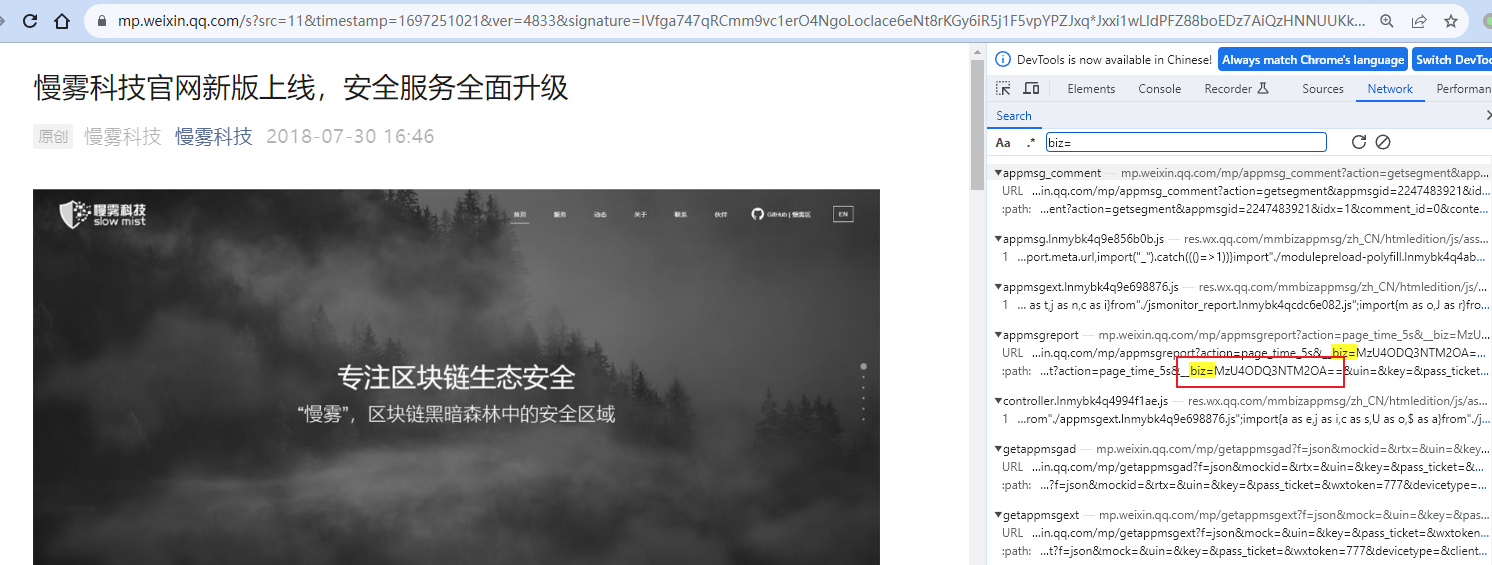 mp.weixin.qq.com/s?src=11&timestamp=1697251021&ver=4833&signature=IVfga747qRCmm9vc1erO4NgoLoclace6eNt8rKGy6iR5j1F5vpYPZJxq*Jxxi1wLldPFZ88boEDz7AiQzHNNUUKk...
慢雾科技官网新版上线，安全服务全面升级
原创 慢雾科技 慢雾科技 2018-07-30 16:46
慢雾科技
slow mist
首页 服务 动态 关于 联系 伙伴 GitHub | 慢雾区 EN
专注区块链生态安全
“慢雾”，区块链黑暗森林中的安全区域
DevTools is now available in Chinese! Always match Chrome's language Switch DevToo
Elements Console Recorder Sources Network Performan
Search
Aa .* biz=
appmsg_comment — mp.weixin.qq.com/mp/appmsg_comment?action=getsegment&app...
URL ...in.qq.com/mp/appmsg_comment?action=getsegment&appmsgid=2247483921&id...
:path: ...ent?action=getsegment&appmsgid=2247483921&idx=1&comment_id=0&conte...
appmsg.lnmybk4q9e856b0b.js — res.wx.qq.com/mmbizappmsg/zh_CN/htmledition/js/ass...
1 ...port.meta.url,import("_").catch((()=>1))}import"./modulepreload-polyfill.lnmybk4q4ab...
appmsgext.lnmybk4q9e698876.js — res.wx.qq.com/mmbizappmsg/zh_CN/htmledition/js/...
1 ... as t,j as n,c as i}from"./jsmonitor_report.lnmybk4qcdc6e082.js";import{m as o,J as r}fro...
appmsgreport — mp.weixin.qq.com/mp/appmsgreport?action=page_time_5s&__biz=MzU...
URL ...in.qq.com/mp/appmsgreport?action=page_time_5s&__biz=MzU4ODQ3NTM2OA=...
:path: ...t?action=page_time_5s&__biz=MzU4ODQ3NTM2OA==&uin=&key=&pass_ticket...
controller.lnmybk4q4994f1ae.js — res.wx.qq.com/mmbizappmsg/zh_CN/htmledition/js/as...
1 ...rom"./appmsgext.lnmybk4q9e698876.js";import{a as e,j as i,c as s,U as o,$ as a}from"./j...
getappmsgad — mp.weixin.qq.com/mp/getappmsgad?f=json&mockid=&rtx=&uin=&key...
URL ...in.qq.com/mp/getappmsgad?f=json&mockid=&rtx=&uin=&key=&pass_ticket=&...
:path: ...?f=json&mockid=&rtx=&uin=&key=&pass_ticket=&wxtoken=777&devicetype=...
getappmsgext — mp.weixin.qq.com/mp/getappmsgext?f=json&mock=&uin=&key=&pas...
URL ...in.qq.com/mp/getappmsgext?f=json&mock=&uin=&key=&pass_ticket=&wxtoken...
:path: ...t?f=json&mock=&uin=&key=&pass_ticket=&wxtoken=777&devicetype=&client...